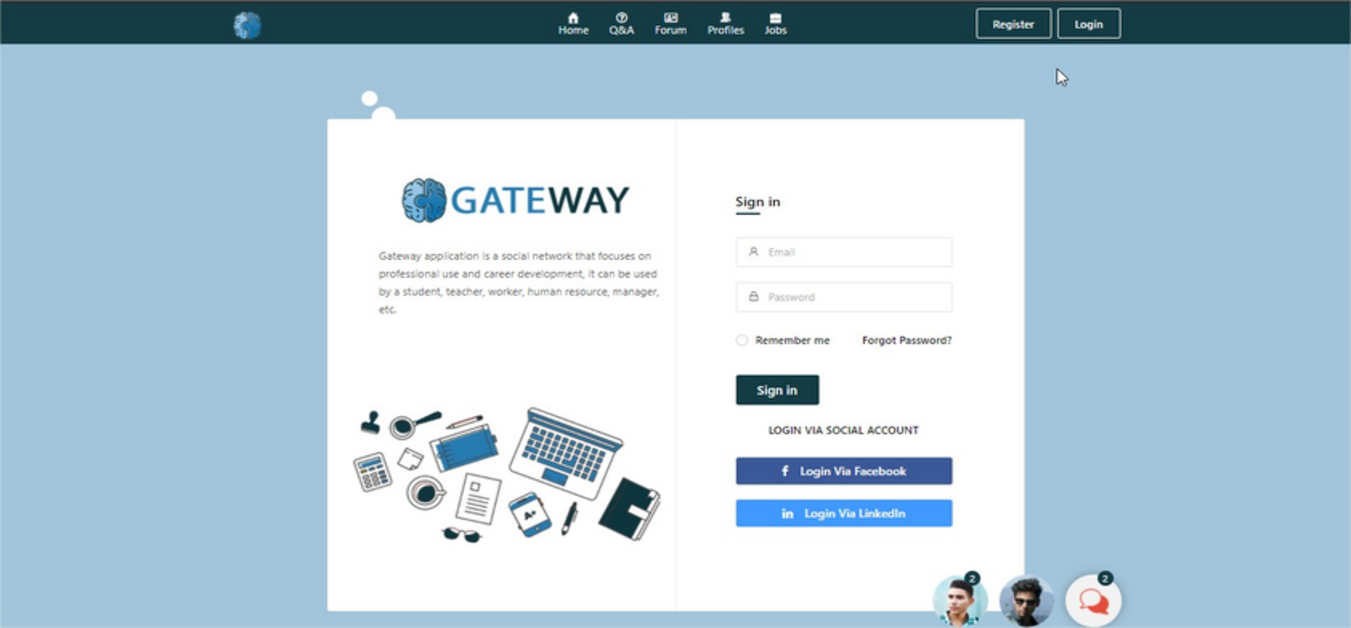 Home
Q&A
Forum
Profiles
Jobs
Register
Login
GATEWAY
Gateway application is a social network that focuses on
professional use and career development, it can be used
by a student, teacher, worker, human resource, manager,
etc.
A+
Sign in
Email
Password
Remember me
Forgot Password?
Sign in
LOGIN VIA SOCIAL ACCOUNT
f Login Via Facebook
in Login Via LinkedIn
2
2